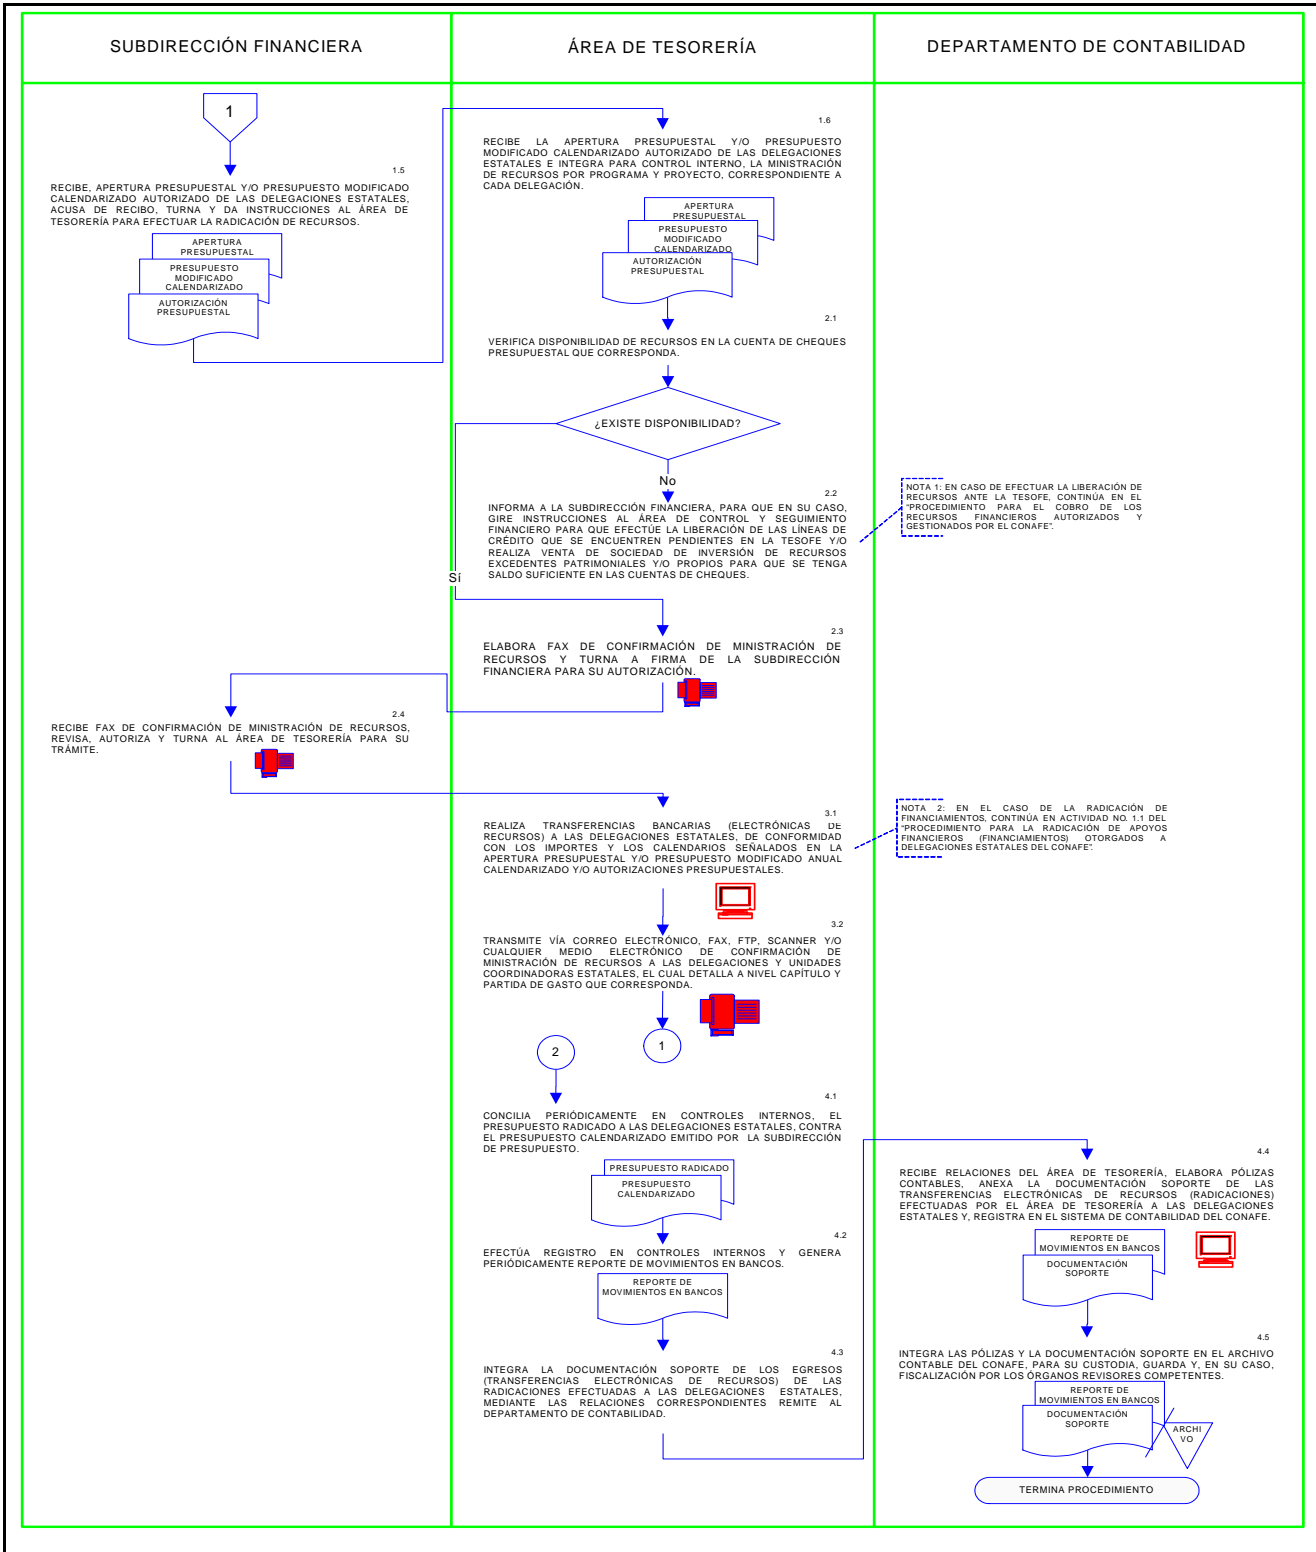 SUBDIRECCIÓN FINANCIERA
ÁREA DE TESORERÍA
DEPARTAMENTO DE CONTABILIDAD
1
1.5
RECIBE, APERTURA PRESUPUESTAL Y/O PRESUPUESTO MODIFICADO
CALENDARIZADO AUTORIZADO DE LAS DELEGACIONES ESTATALES,
ACUSA DE RECIBO, TURNA Y DA INSTRUCCIONES AL ÁREA DE
TESORERÍA PARA EFECTUAR LA RADICACIÓN DE RECURSOS.
APERTURA
PRESUPUESTAL
PRESUPUESTO
MODIFICADO
CALENDARIZADO
AUTORIZACIÓN
PRESUPUESTAL
1.6
RECIBE LA APERTURA PRESUPUESTAL Y/O PRESUPUESTO
MODIFICADO CALENDARIZADO AUTORIZADO DE LAS DELEGACIONES
ESTATALES E INTEGRA PARA CONTROL INTERNO, LA MINISTRACIÓN
DE RECURSOS POR PROGRAMA Y PROYECTO, CORRESPONDIENTE A
CADA DELEGACIÓN.
APERTURA
PRESUPUESTAL
PRESUPUESTO
MODIFICADO
CALENDARIZADO
AUTORIZACIÓN
PRESUPUESTAL
2.1
VERIFICA DISPONIBILIDAD DE RECURSOS EN LA CUENTA DE CHEQUES
PRESUPUESTAL QUE CORRESPONDA.
¿EXISTE DISPONIBILIDAD?
No
2.2
INFORMA A LA SUBDIRECCIÓN FINANCIERA, PARA QUE EN SU CASO,
GIRE INSTRUCCIONES AL ÁREA DE CONTROL Y SEGUIMIENTO
FINANCIERO PARA QUE EFECTÚE LA LIBERACIÓN DE LAS LÍNEAS DE
CRÉDITO QUE SE ENCUENTREN PENDIENTES EN LA TESOFE Y/O
REALIZA VENTA DE SOCIEDAD DE INVERSIÓN DE RECURSOS
EXCEDENTES PATRIMONIALES Y/O PROPIOS PARA QUE SE TENGA
SALDO SUFICIENTE EN LAS CUENTAS DE CHEQUES.
NOTA 1: EN CASO DE EFECTUAR LA LIBERACIÓN DE
RECURSOS ANTE LA TESOFE, CONTINÚA EN EL
"PROCEDIMIENTO PARA EL COBRO DE LOS
RECURSOS FINANCIEROS AUTORIZADOS Y
GESTIONADOS POR EL CONAFE".
Sí
2.3
ELABORA FAX DE CONFIRMACIÓN DE MINISTRACIÓN DE
RECURSOS Y TURNA A FIRMA DE LA SUBDIRECCIÓN
FINANCIERA PARA SU AUTORIZACIÓN.
2.4
RECIBE FAX DE CONFIRMACIÓN DE MINISTRACIÓN DE RECURSOS,
REVISA, AUTORIZA Y TURNA AL ÁREA DE TESORERÍA PARA SU
TRÁMITE.
3.1
REALIZA TRANSFERENCIAS BANCARIAS (ELECTRÓNICAS DE
RECURSOS) A LAS DELEGACIONES ESTATALES, DE CONFORMIDAD
CON LOS IMPORTES Y LOS CALENDARIOS SEÑALADOS EN LA
APERTURA PRESUPUESTAL Y/O PRESUPUESTO MODIFICADO ANUAL
CALENDARIZADO Y/O AUTORIZACIONES PRESUPUESTALES.
NOTA 2: EN EL CASO DE LA RADICACIÓN DE
FINANCIAMIENTOS, CONTINÚA EN ACTIVIDAD NO. 1.1 DEL
"PROCEDIMIENTO PARA LA RADICACIÓN DE APOYOS
FINANCIEROS (FINANCIAMIENTOS) OTORGADOS A
DELEGACIONES ESTATALES DEL CONAFE".
3.2
TRANSMITE VÍA CORREO ELECTRÓNICO, FAX, FTP, SCANNER Y/O
CUALQUIER MEDIO ELECTRÓNICO DE CONFIRMACIÓN DE
MINISTRACIÓN DE RECURSOS A LAS DELEGACIONES Y UNIDADES
COORDINADORAS ESTATALES, EL CUAL DETALLA A NIVEL CAPÍTULO Y
PARTIDA DE GASTO QUE CORRESPONDA.
2
1
4.1
CONCILIA PERIÓDICAMENTE EN CONTROLES INTERNOS, EL
PRESUPUESTO RADICADO A LAS DELEGACIONES ESTATALES, CONTRA
EL PRESUPUESTO CALENDARIZADO EMITIDO POR LA SUBDIRECCIÓN
DE PRESUPUESTO.
PRESUPUESTO RADICADO
PRESUPUESTO
CALENDARIZADO
4.2
EFECTÚA REGISTRO EN CONTROLES INTERNOS Y GENERA
PERIÓDICAMENTE REPORTE DE MOVIMIENTOS EN BANCOS.
REPORTE DE
MOVIMIENTOS EN BANCOS
4.3
INTEGRA LA DOCUMENTACIÓN SOPORTE DE LOS EGRESOS
(TRANSFERENCIAS ELECTRÓNICAS DE RECURSOS) DE LAS
RADICACIONES EFECTUADAS A LAS DELEGACIONES ESTATALES,
MEDIANTE LAS RELACIONES CORRESPONDIENTES REMITE AL
DEPARTAMENTO DE CONTABILIDAD.
4.4
RECIBE RELACIONES DEL ÁREA DE TESORERÍA, ELABORA PÓLIZAS
CONTABLES, ANEXA LA DOCUMENTACIÓN SOPORTE DE LAS
TRANSFERENCIAS ELECTRÓNICAS DE RECURSOS (RADICACIONES)
EFECTUADAS POR EL ÁREA DE TESORERÍA A LAS DELEGACIONES
ESTATALES Y, REGISTRA EN EL SISTEMA DE CONTABILIDAD DEL CONAFE.
REPORTE DE
MOVIMIENTOS EN BANCOS
DOCUMENTACIÓN
SOPORTE
4.5
INTEGRA LAS PÓLIZAS Y LA DOCUMENTACIÓN SOPORTE EN EL ARCHIVO
CONTABLE DEL CONAFE, PARA SU CUSTODIA, GUARDA Y, EN SU CASO,
FISCALIZACIÓN POR LOS ÓRGANOS REVISORES COMPETENTES.
REPORTE DE
MOVIMIENTOS EN BANCOS
DOCUMENTACIÓN
SOPORTE
ARCHI
VO
TERMINA PROCEDIMIENTO